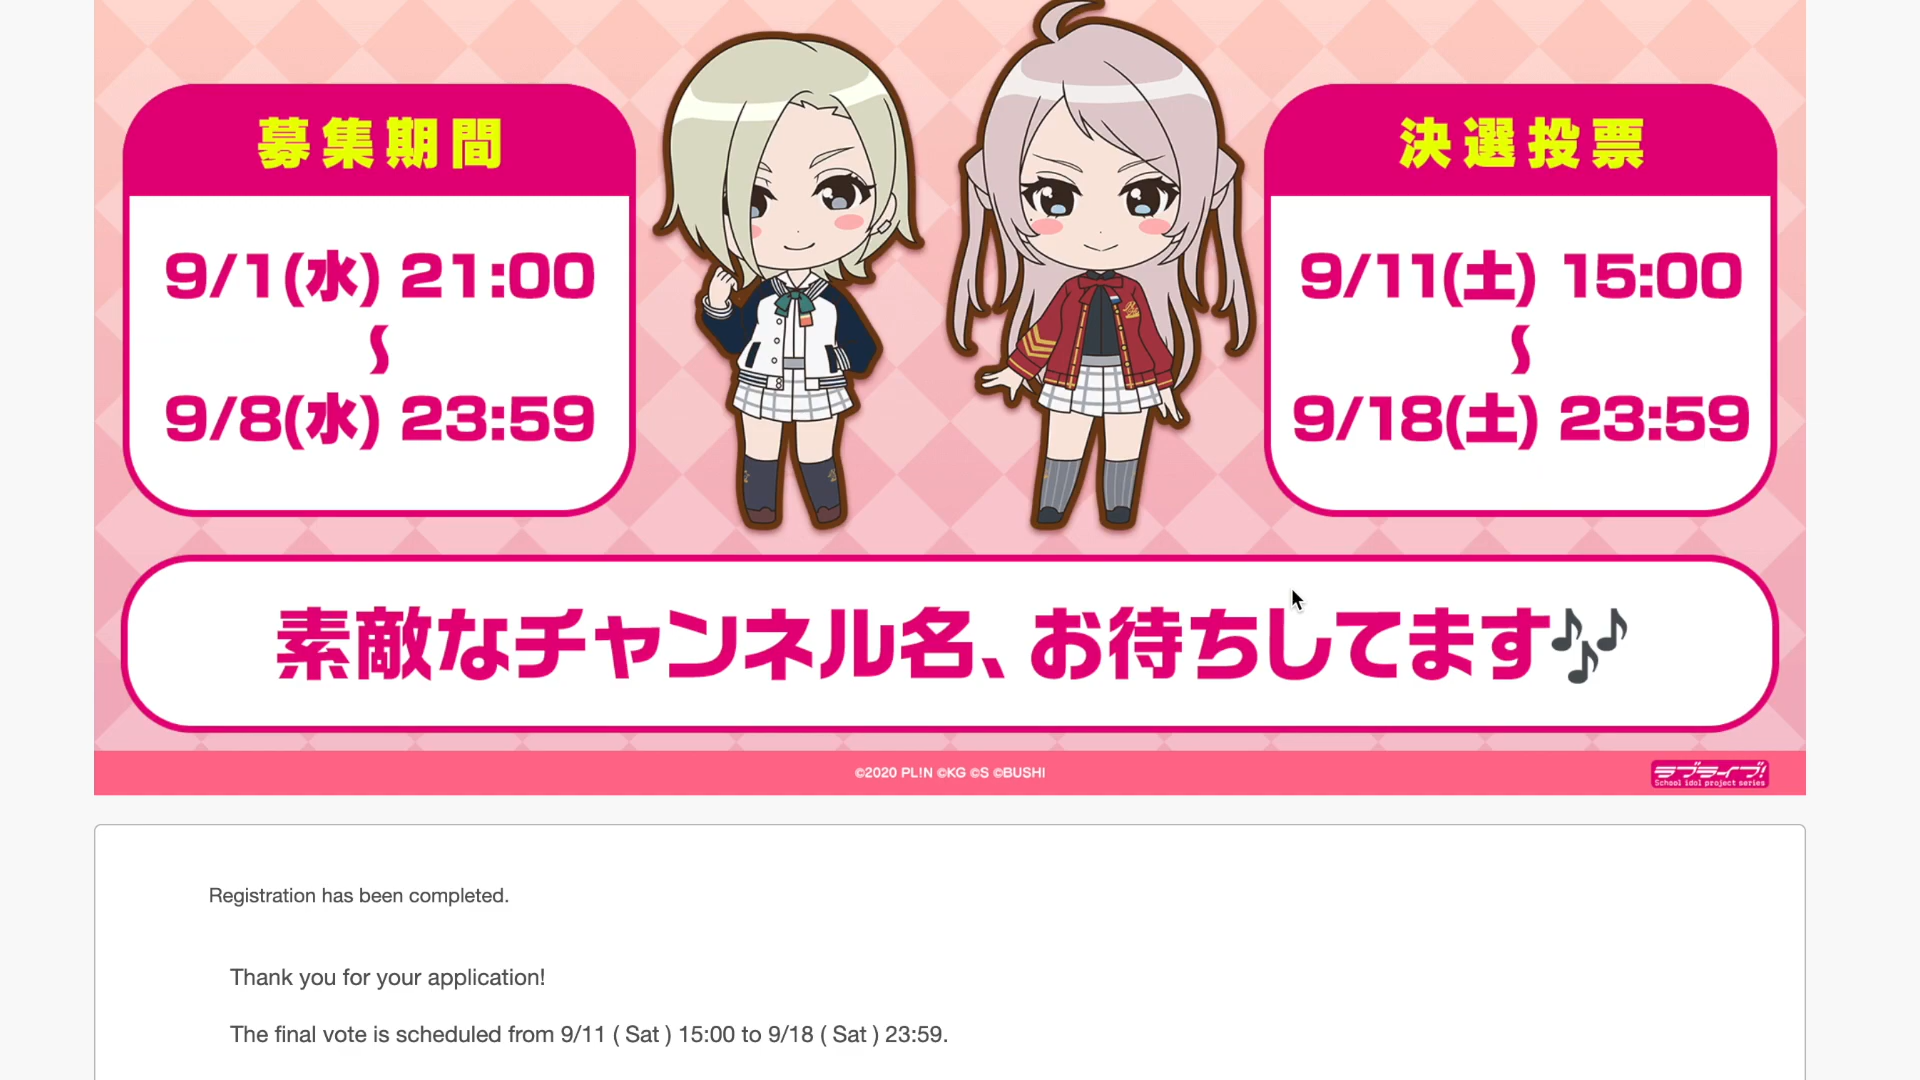 募集期間
9/1(水) 21:00
〜
9/8(水) 23:59
決選投票
9/11(土) 15:00
〜
9/18(土) 23:59
素敵なチャンネル名、お待ちしてます🎶
©2020 PL!N ©KG ©S ©BUSHI
ラブライブ!
School idol project series
Registration has been completed.
Thank you for your application!
The final vote is scheduled from 9/11 ( Sat ) 15:00 to 9/18 ( Sat ) 23:59.